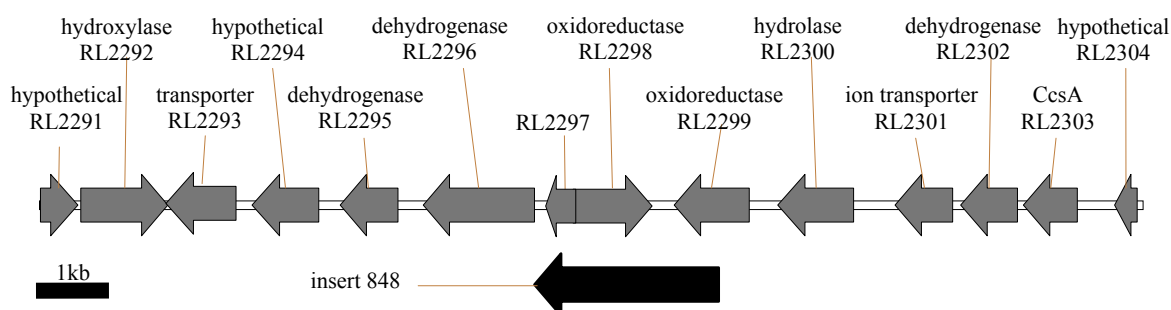 hydroxylase
RL2292
hypothetical
RL2294
dehydrogenase
RL2296
oxidoreductase
RL2298
hydrolase
RL2300
dehydrogenase
RL2302
hypothetical
RL2304
hypothetical
RL2291
transporter
RL2293
dehydrogenase
RL2295
RL2297
oxidoreductase
RL2299
ion transporter
RL2301
CcsA
RL2303
1kb
insert 848